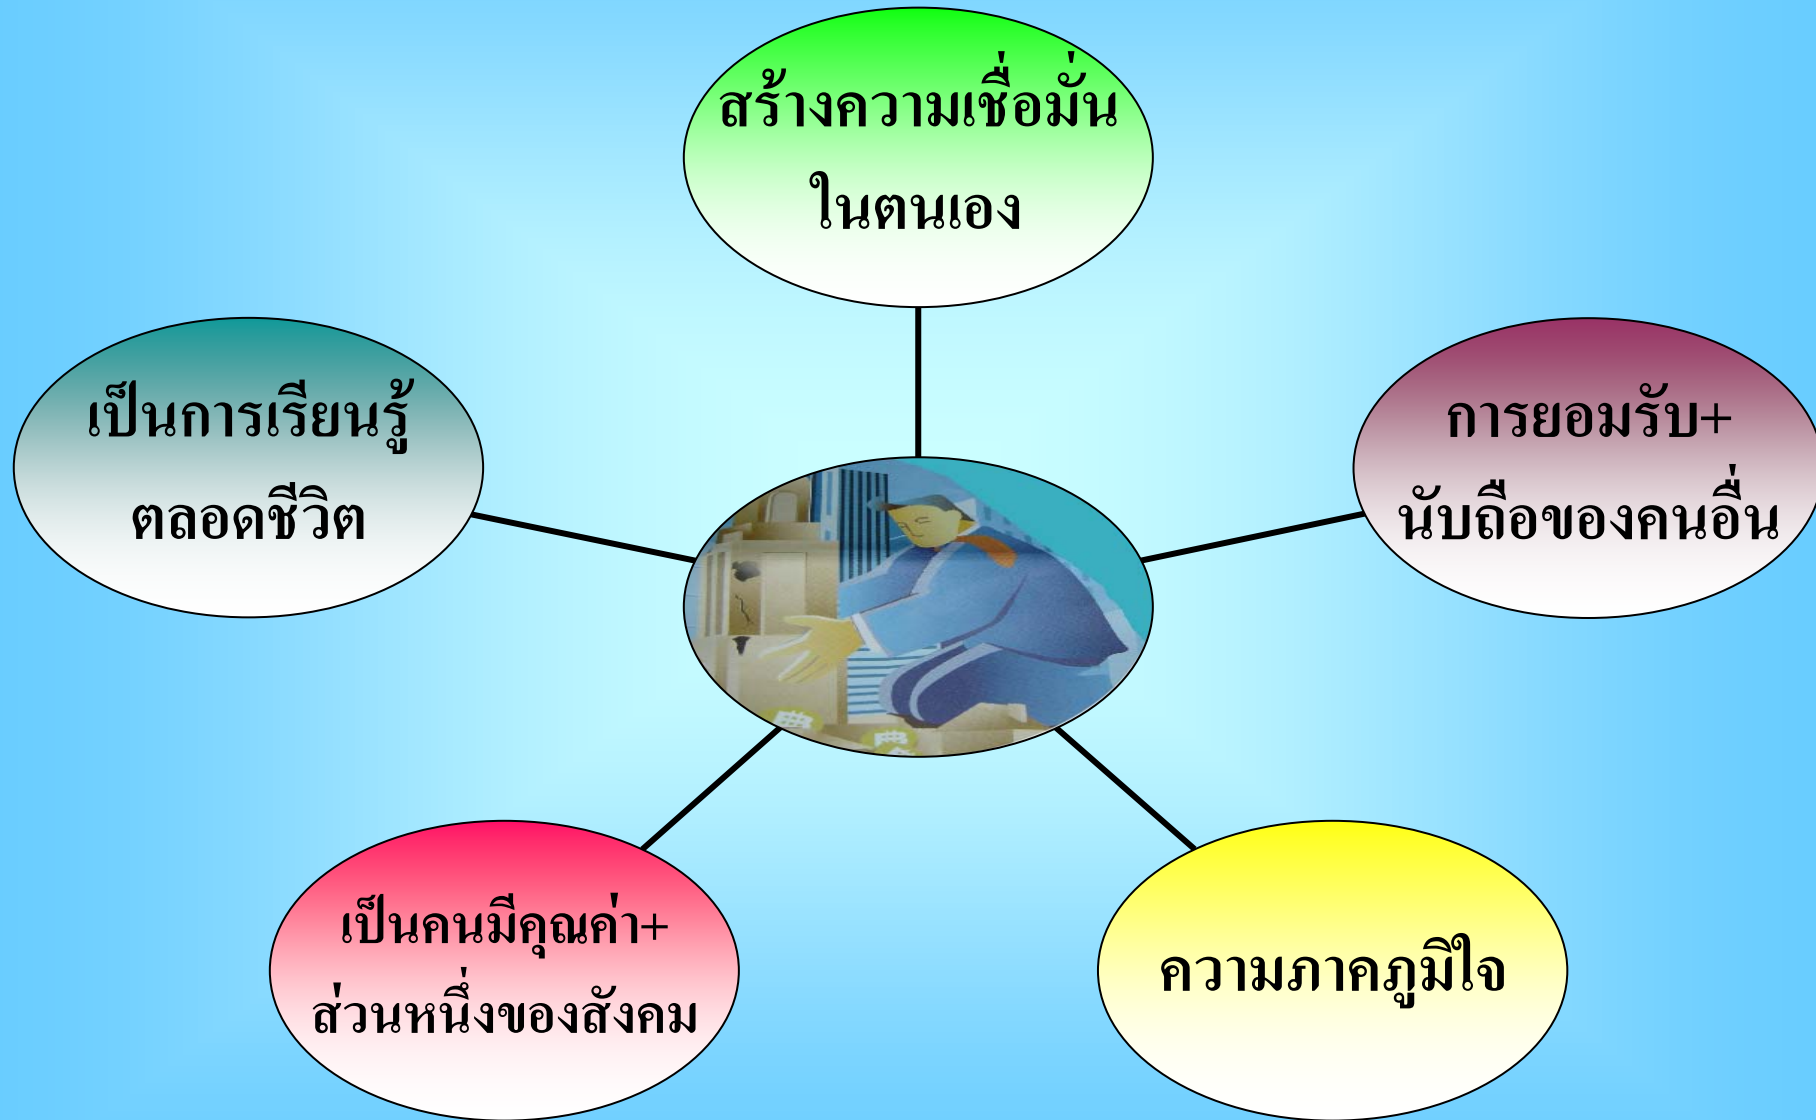 สร้างความเชื่อมั่น
ในตนเอง
เป็นการเรียนรู้
ตลอดชีวิต
การยอมรับ+
นับถือของคนอื่น
เป็นคนมีคุณค่า+
ส่วนหนึ่งของสังคม
ความภาคภูมิใจ